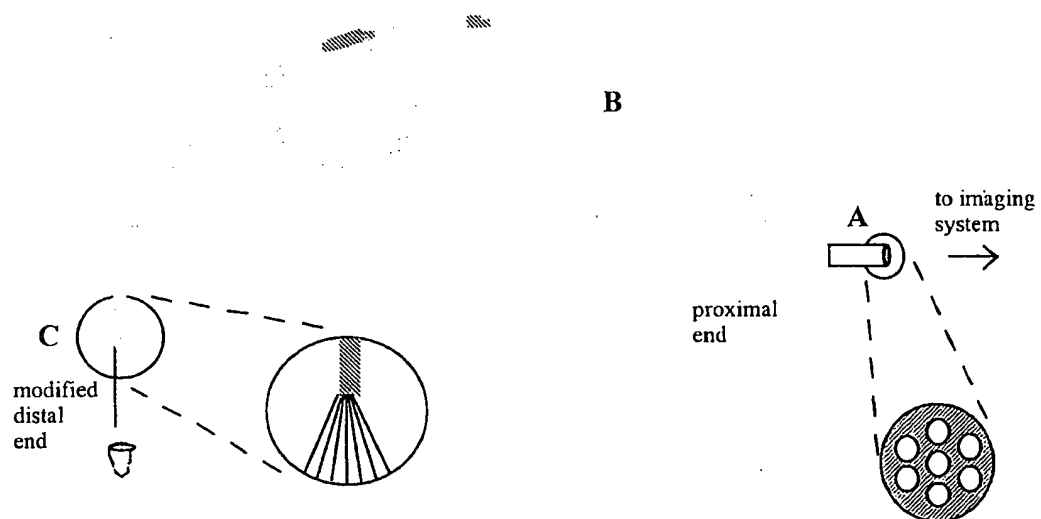 B
A
to imaging
system
proximal
end
C
modified
distal
end